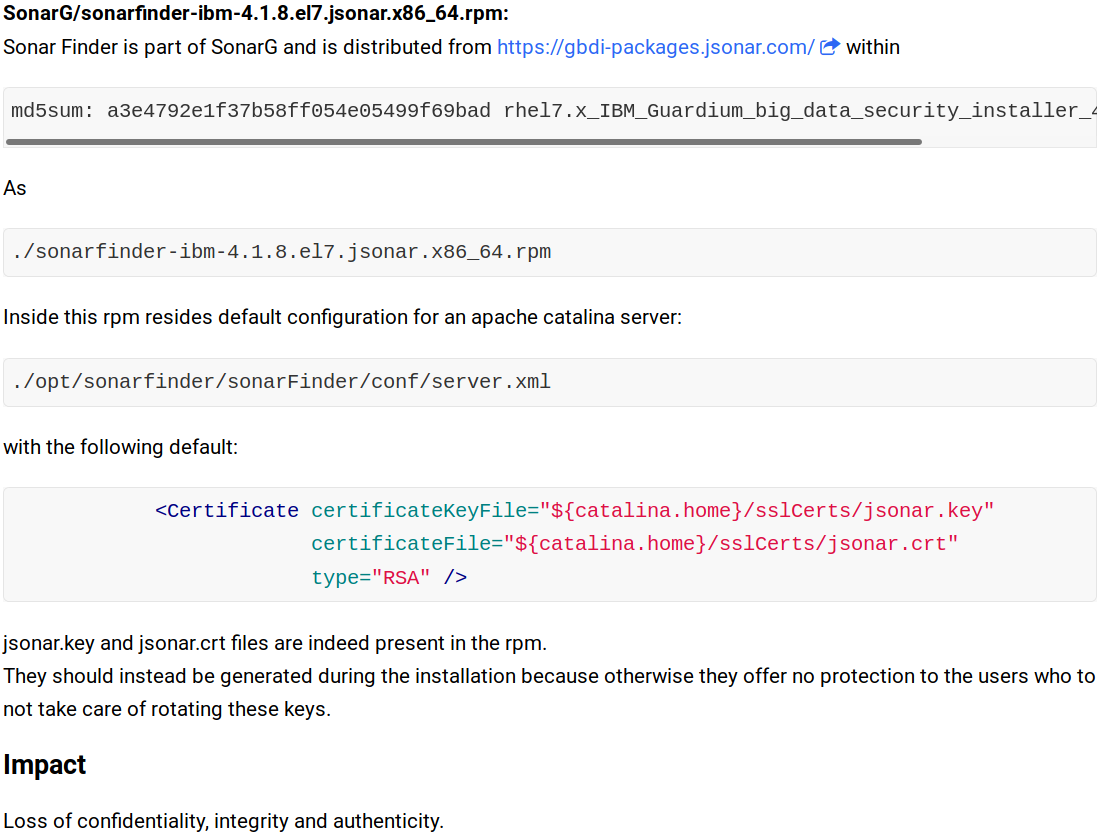 SonarG/sonarfinder-ibm-4.1.8.el7.jsonar.x86_64.rpm:
Sonar Finder is part of SonarG and is distributed from https://gbdi-packages.jsonar.com/ within
md5sum: a3e4792e1f37b58ff054e05499f69bad rhel7.x_IBM_Guardium_big_data_security_installer_4
As
./sonarfinder-ibm-4.1.8.el7.jsonar.x86_64.rpm
Inside this rpm resides default configuration for an apache catalina server:
./opt/sonarfinder/sonarFinder/conf/server.xml
with the following default:
<Certificate certificateKeyFile="${catalina.home}/sslCerts/jsonar.key"
certificateFile="${catalina.home}/sslCerts/jsonar.crt"
type="RSA" />
jsonar.key and jsonar.crt files are indeed present in the rpm.
They should instead be generated during the installation because otherwise they offer no protection to the users who to
not take care of rotating these keys.
Impact
Loss of confidentiality, integrity and authenticity.